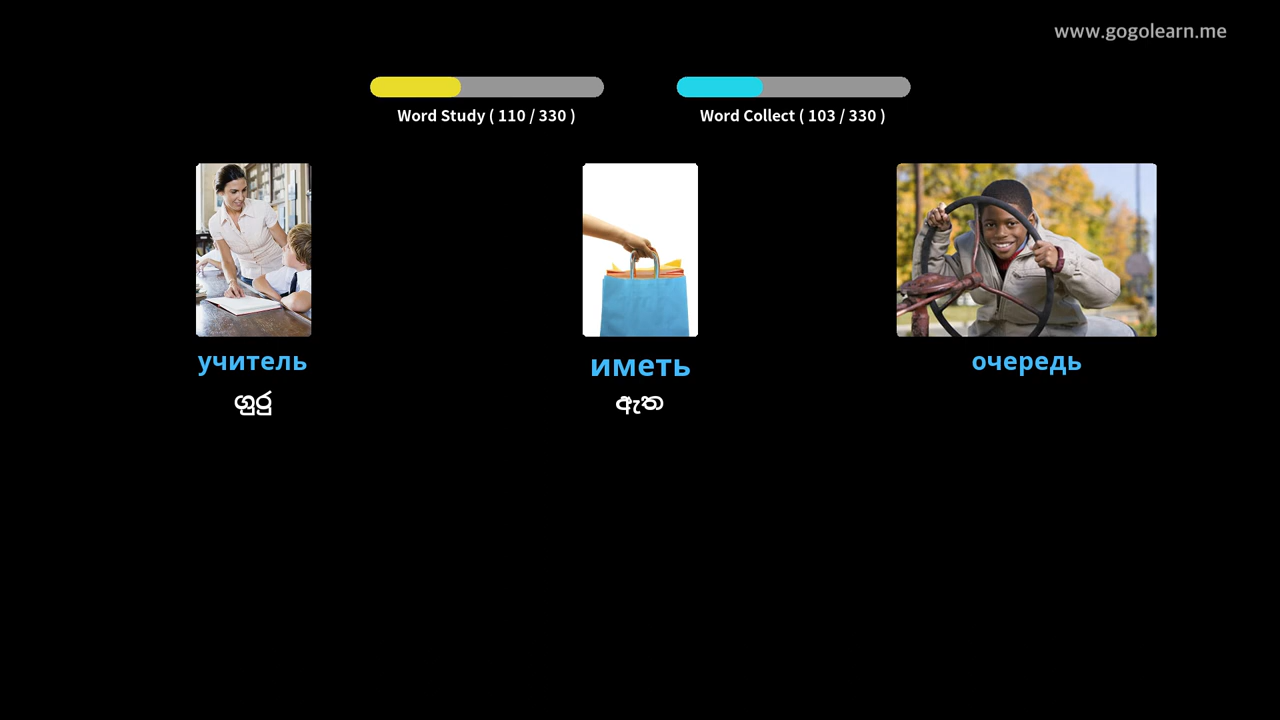 www.gogolearn.me
Word Study ( 110 / 330 )
Word Collect ( 103 / 330 )
учитель
ගුරු
иметь
ඇත
очередь